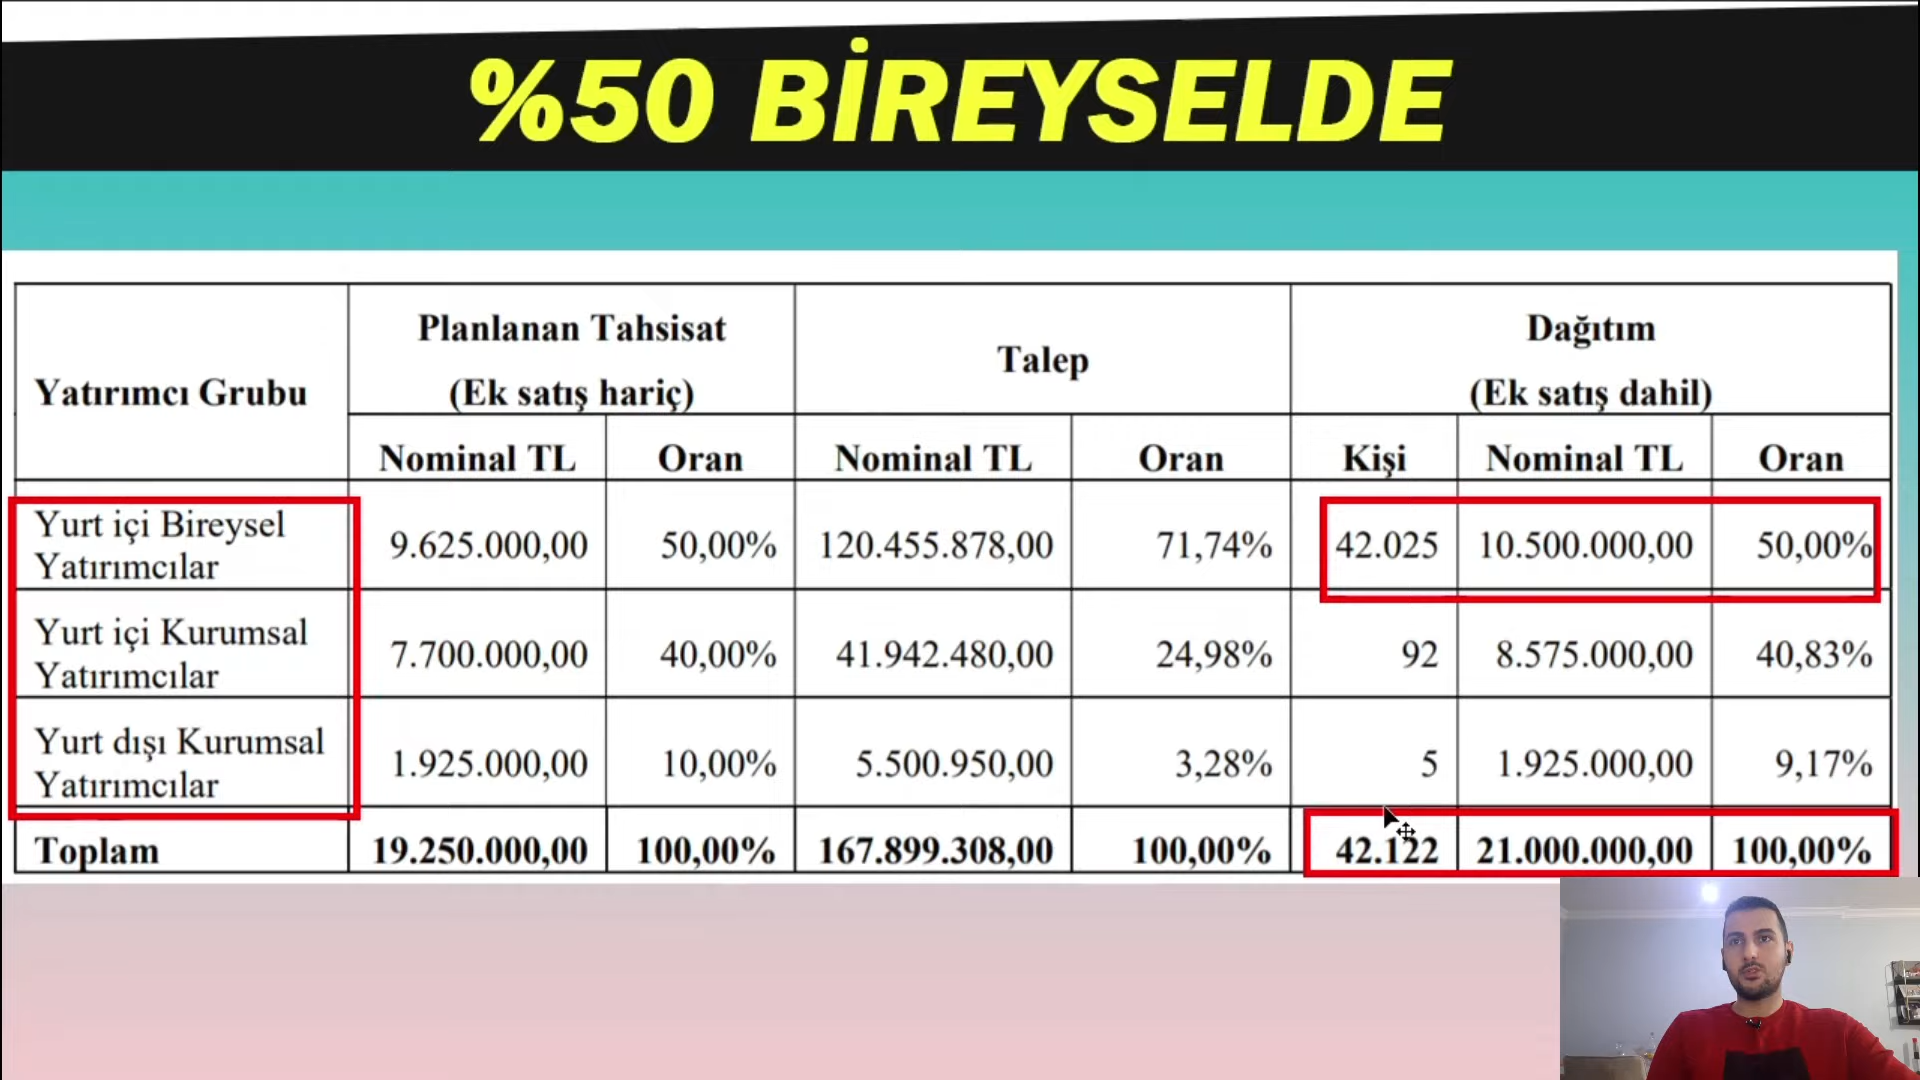 %50 BİREYSELDE
Yatırımcı Grubu
Planlanan Tahsisat
(Ek satış hariç)
Talep
Dağıtım
(Ek satış dahil)
Nominal TL Oran Nominal TL Oran Kişi Nominal TL Oran
Yurt içi Bireysel
Yatırımcılar
9.625.000,00 50,00% 120.455.878,00 71,74% 42.025 10.500.000,00 50,00%
Yurt içi Kurumsal
Yatırımcılar
7.700.000,00 40,00% 41.942.480,00 24,98% 92 8.575.000,00 40,83%
Yurt dışı Kurumsal
Yatırımcılar
1.925.000,00 10,00% 5.500.950,00 3,28% 5 1.925.000,00 9,17%
Toplam 19.250.000,00 100,00% 167.899.308,00 100,00% 42.122 21.000.000,00 100,00%